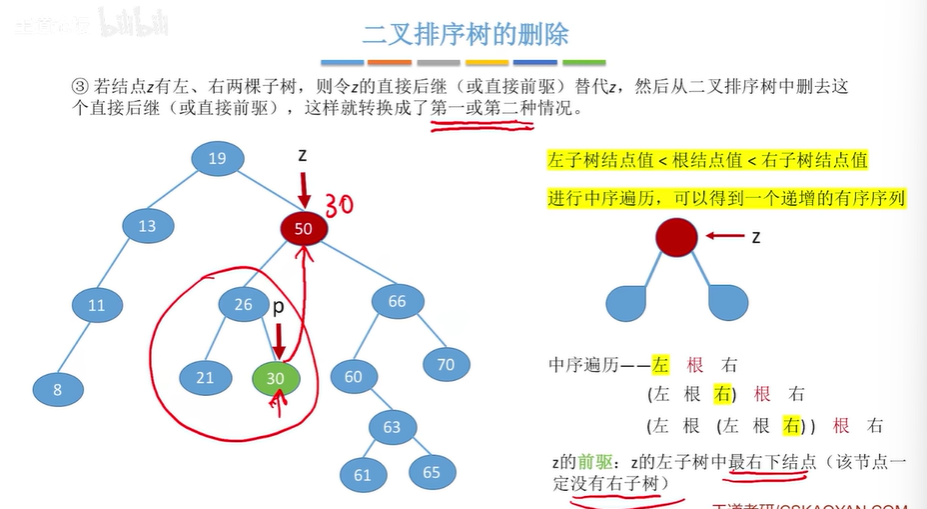 二叉排序树的删除
③ 若结点z有左、右两棵子树，则令z的直接后继（或直接前驱）替代z，然后从二叉排序树中删去这
个直接后继（或直接前驱），这样就转换成了第一或第二种情况。
19
z
左子树结点值 < 根结点值 < 右子树结点值
进行中序遍历，可以得到一个递增的有序序列
30
13
50
z
26
p
66
11
中序遍历——左 根 右
70
21
30
60
8
(左 根 右) 根 右
63
(左 根 (左 根 右)) 根 右
z的前驱：z的左子树中最右下结点（该节点一
定没有右子树）
61
65
王道考研/CSKAOYAN.COM